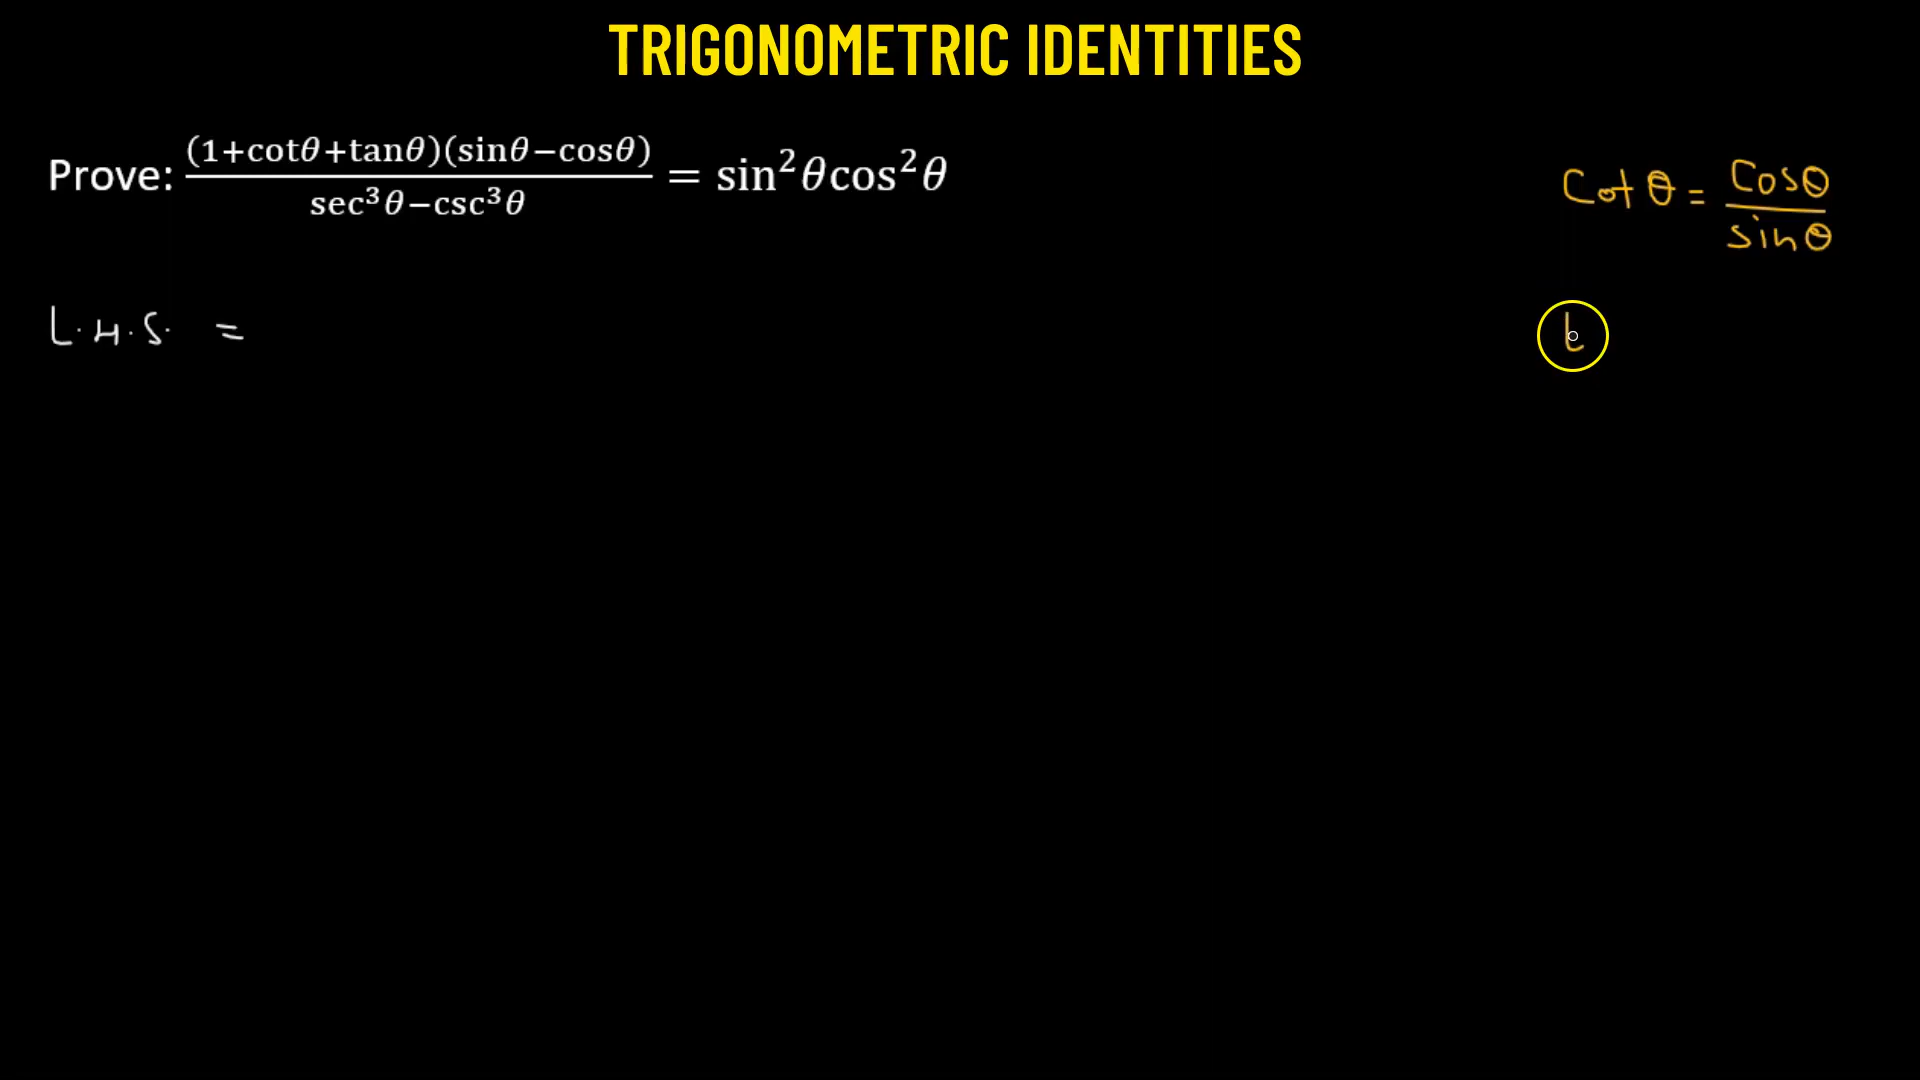 TRIGONOMETRIC IDENTITIES
Prove: (1+cotθ+tanθ)(sinθ−cosθ) / sec³θ−csc³θ = sin²θcos²θ
Cot θ = Cosθ / sinθ
L.H.S. =
t